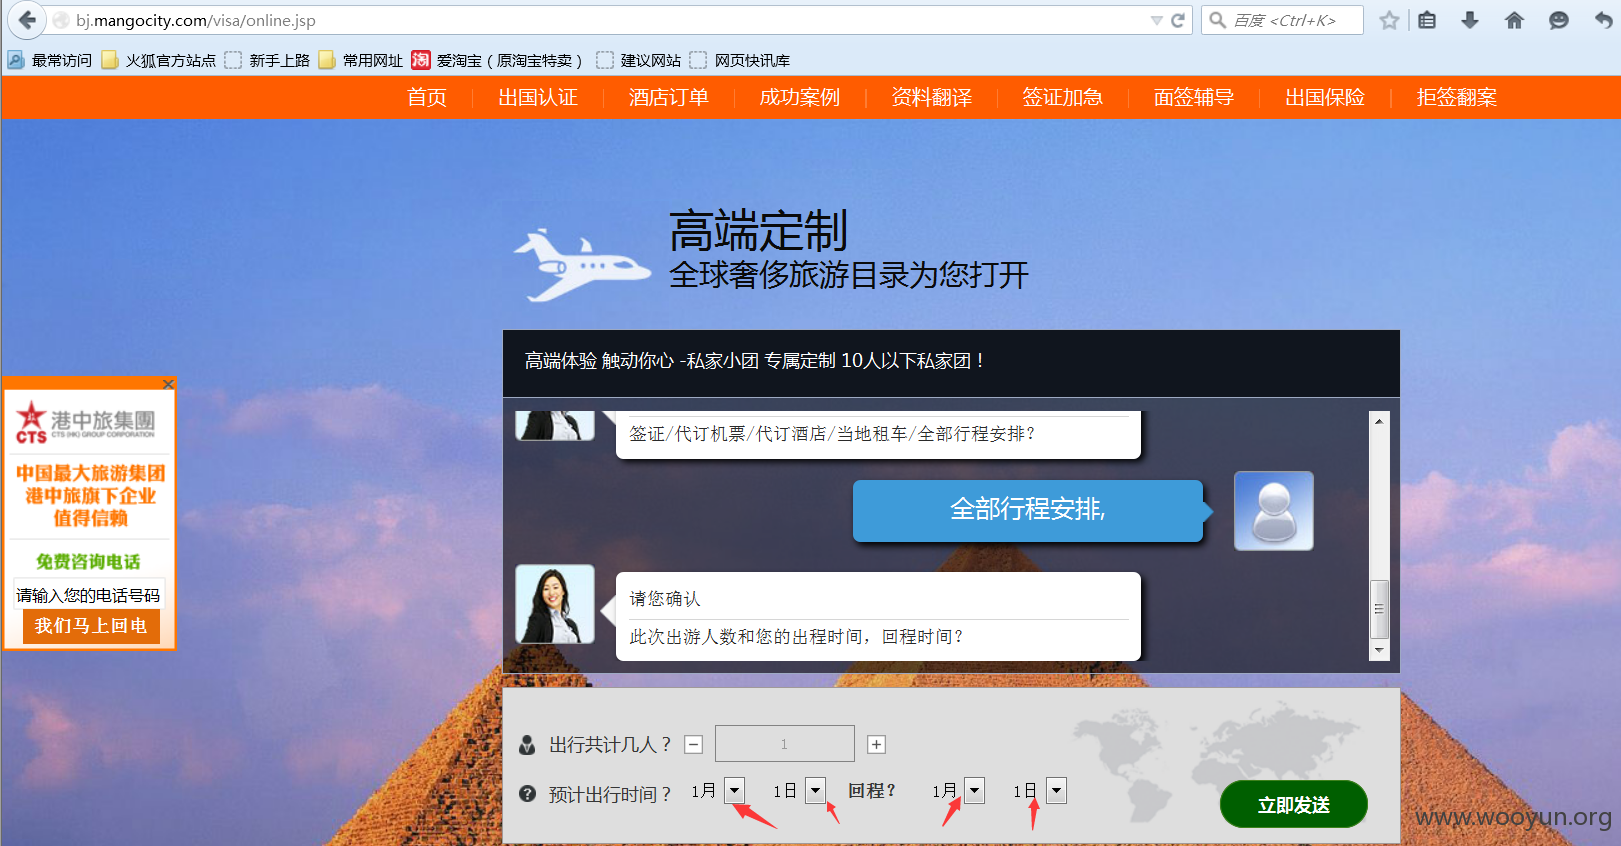 bj.mangocity.com/visa/online.jsp
百度 <Ctrl+K>
最常访问 火狐官方站点 新手上路 常用网址 淘 爱淘宝（原淘宝特卖） 建议网站 网页快讯库
首页 出国认证 酒店订单 成功案例 资料翻译 签证加急 面签辅导 出国保险 拒签翻案
高端定制
全球奢侈旅游目录为您打开
高端体验 触动你心 -私家小团 专属定制 10人以下私家团！
签证/代订机票/代订酒店/当地租车/全部行程安排？
全部行程安排,
请您确认
此次出游人数和您的出程时间，回程时间？
港中旅集團
CTS CTS (HK) GROUP CORPORATION
中国最大旅游集团
港中旅旗下企业
值得信赖
免费咨询电话
请输入您的电话号码
我们马上回电
出行共计几人？ 1
预计出行时间？ 1月 1日 回程？ 1月 1日
立即发送
www.wooyun.org